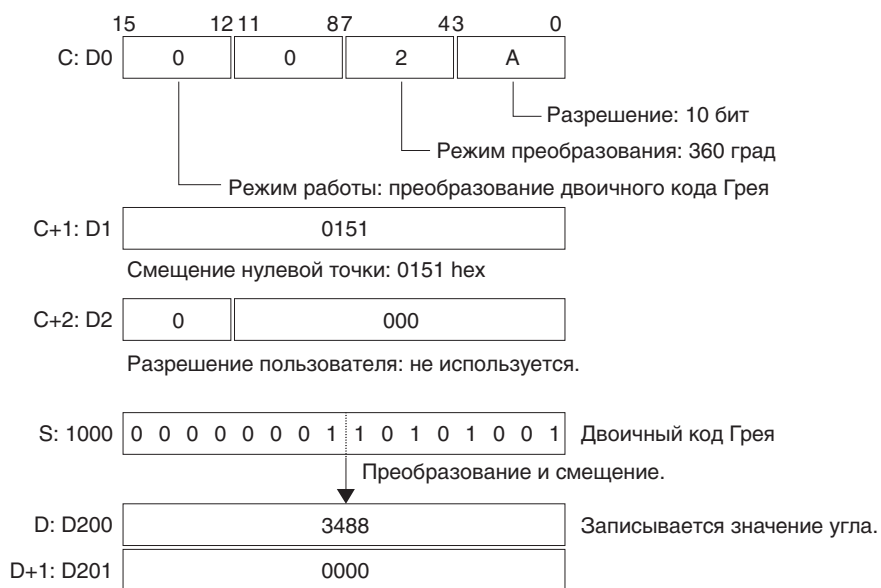 15 12 11 8 7 4 3 0
C: D0 0 0 2 A
Разрешение: 10 бит
Режим преобразования: 360 град
Режим работы: преобразование двоичного кода Грея
C+1: D1 0151
Смещение нулевой точки: 0151 hex
C+2: D2 0 000
Разрешение пользователя: не используется.
S: 1000 0 0 0 0 0 0 0 1 1 0 1 0 1 0 0 1 Двоичный код Грея
Преобразование и смещение.
D: D200 3488 Записывается значение угла.
D+1: D201 0000